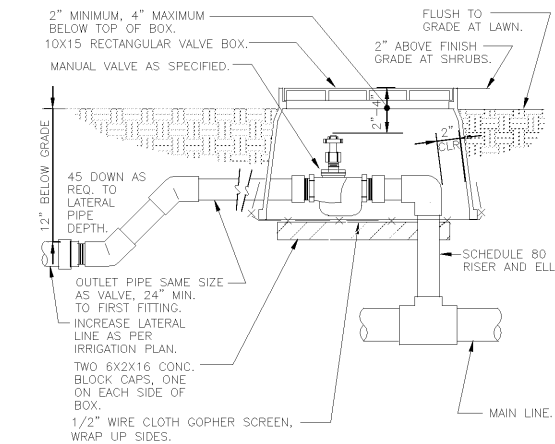 2" MINIMUM, 4" MAXIMUM
BELOW TOP OF BOX.
10X15 RECTANGULAR VALVE BOX.
MANUAL VALVE AS SPECIFIED.
FLUSH TO
GRADE AT LAWN.
2" ABOVE FINISH
GRADE AT SHRUBS.
2"-4"
2"
CLR.
12" BELOW GRADE
45 DOWN AS
REQ. TO
LATERAL
PIPE
DEPTH.
OUTLET PIPE SAME SIZE
AS VALVE, 24" MIN.
TO FIRST FITTING.
INCREASE LATERAL
LINE AS PER
IRRIGATION PLAN.
TWO 6X2X16 CONC.
BLOCK CAPS, ONE
ON EACH SIDE OF
BOX.
1/2" WIRE CLOTH GOPHER SCREEN,
WRAP UP SIDES.
SCHEDULE 80
RISER AND ELL
MAIN LINE.